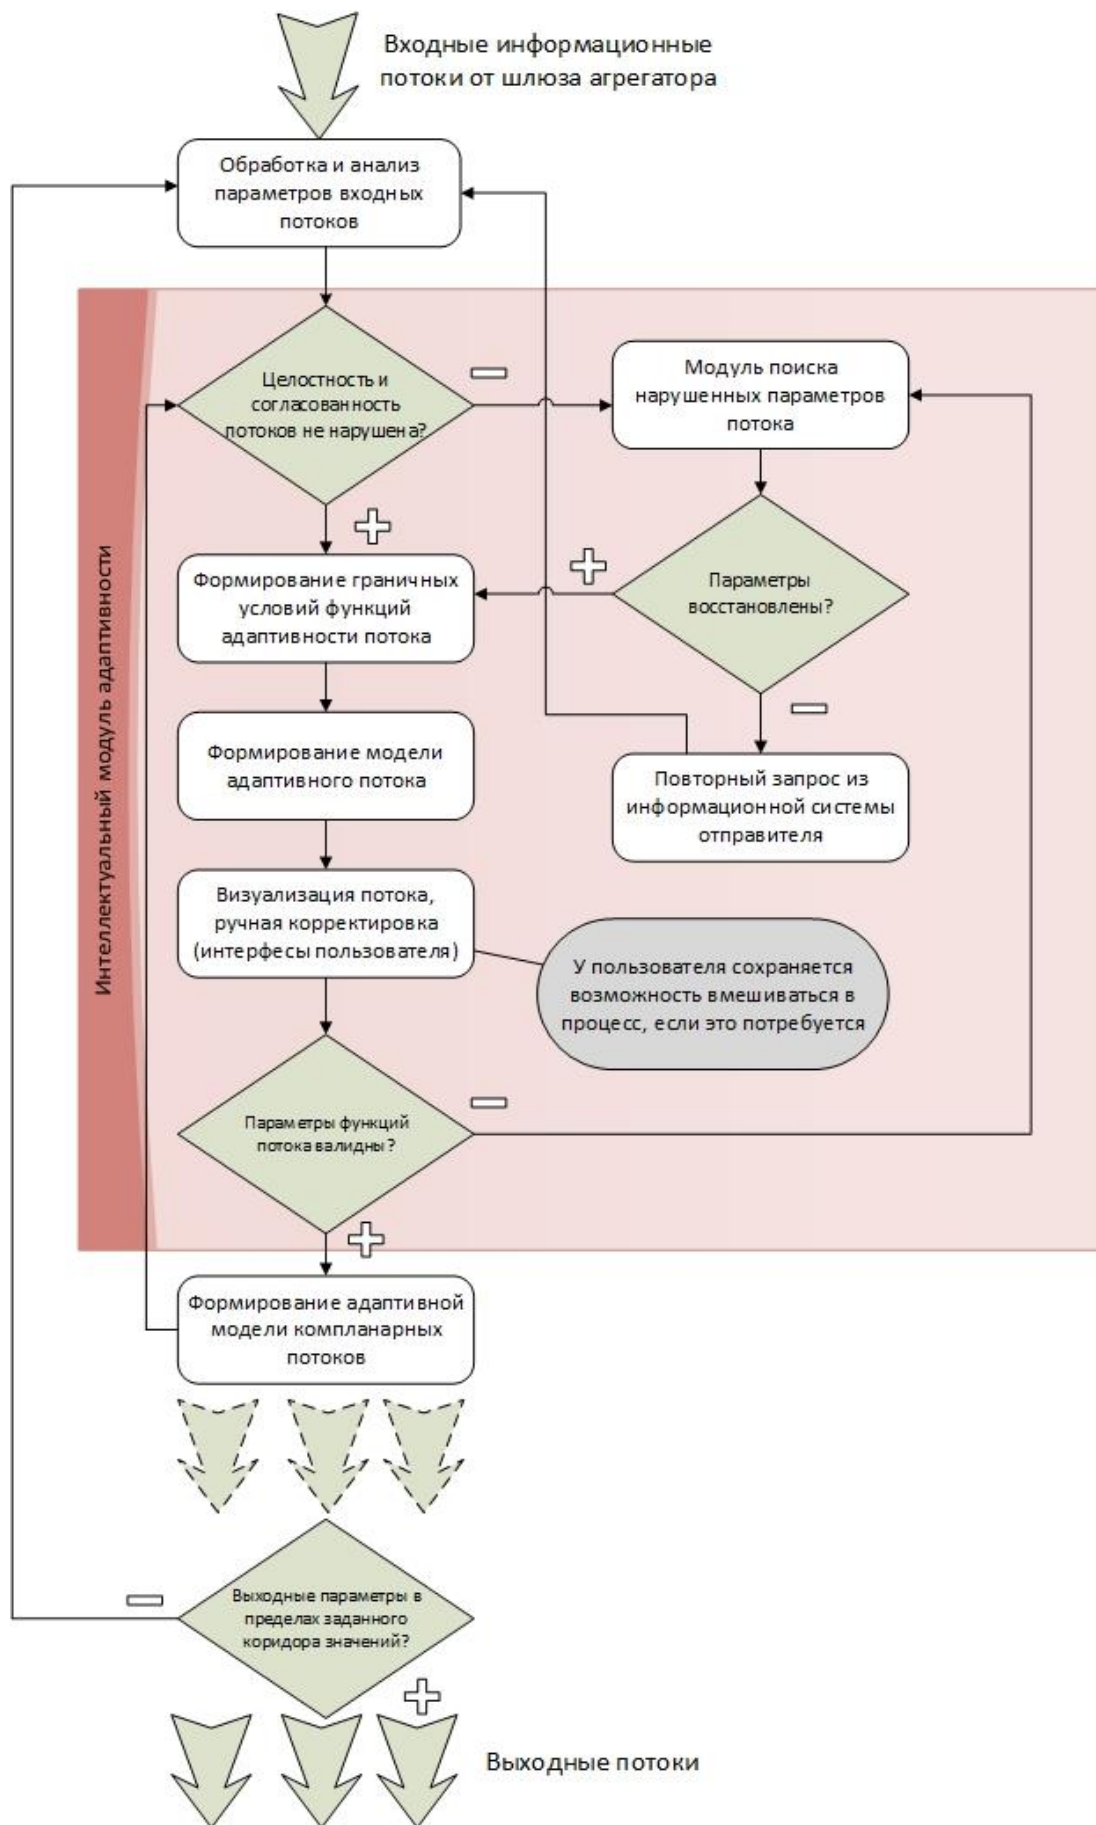 Входные информационные
потоки от шлюза агрегатора
Обработка и анализ
параметров входных
потоков
Интеллектуальный модуль адаптивности
Целостность и
согласованность
потоков не нарушена?
Модуль поиска
нарушенных параметров
потока
Формирование граничных
условий функций
адаптивности потока
Параметры
восстановлены?
Формирование модели
адаптивного потока
Повторный запрос из
информационной системы
отправителя
Визуализация потока,
ручная корректировка
(интерфесы пользователя)
У пользователя сохраняется
возможность вмешиваться в
процесс, если это потребуется
Параметры функций
потока валидны?
Формирование адаптивной
модели компланарных
потоков
Выходные параметры в
пределах заданного
коридора значений?
Выходные потоки